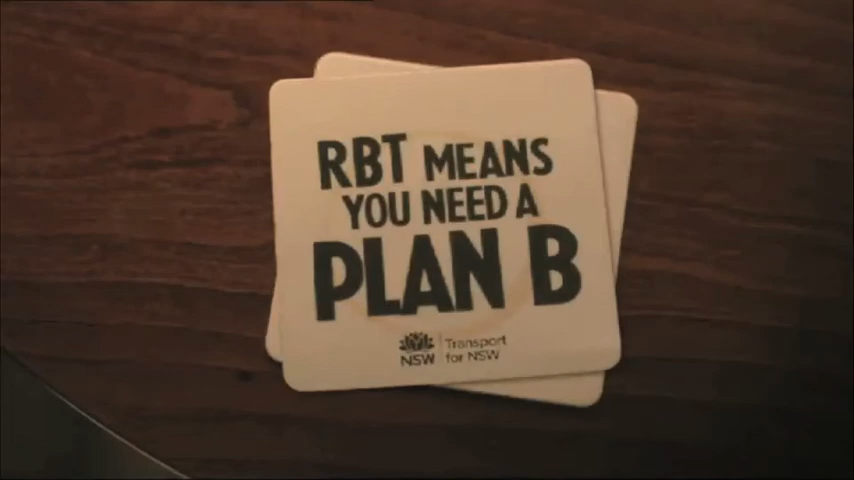 RBT MEANS
YOU NEED A
PLAN B
NSW
Transport
for NSW